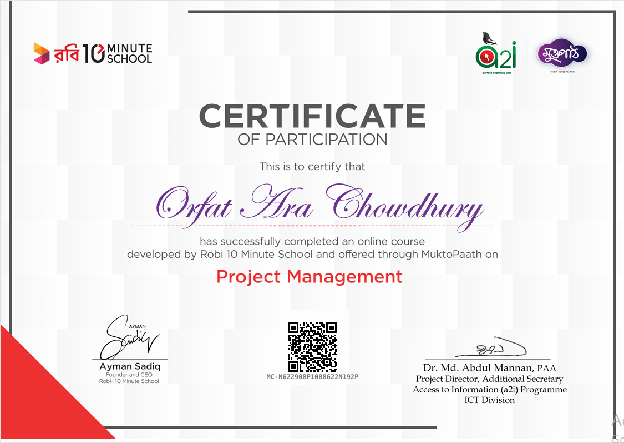 রবি 10 MINUTE
SCHOOL
a2i
মুক্তপাঠ
CERTIFICATE
OF PARTICIPATION
This is to certify that
Orfat Ara Chowdhury
has successfully completed an online course
developed by Robi 10 Minute School and offered through MuktoPaath on
Project Management
AYMAN
Sadiq
Ayman Sadiq
Founder and CEO
Robi-10 Minute School
MC-M622908P1088622N192P
Dr. Md. Abdul Mannan, PAA
Project Director, Additional Secretary
Access to Information (a2i) Programme
ICT Division